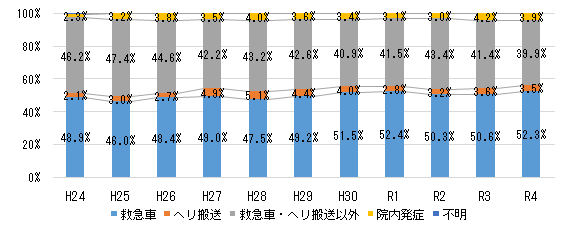 100%
2.3% 3.2% 3.8% 3.5% 4.0% 3.6% 3.4% 3.1% 3.0% 4.2% 3.9%
80%
46.2% 47.4% 44.6% 42.2% 43.2% 42.6% 40.9% 41.5% 43.4% 41.4% 39.9%
60%
2.1% 3.0% 2.7% 4.9% 5.1% 4.4% 4.0% 2.8% 3.2% 3.6% 3.5%
40%
48.9% 46.0% 48.4% 49.0% 47.5% 49.2% 51.5% 52.4% 50.3% 50.6% 52.3%
20%
0%
H24 H25 H26 H27 H28 H29 H30 R1 R2 R3 R4
救急車 ヘリ搬送 救急車・ヘリ搬送以外 院内発症 不明